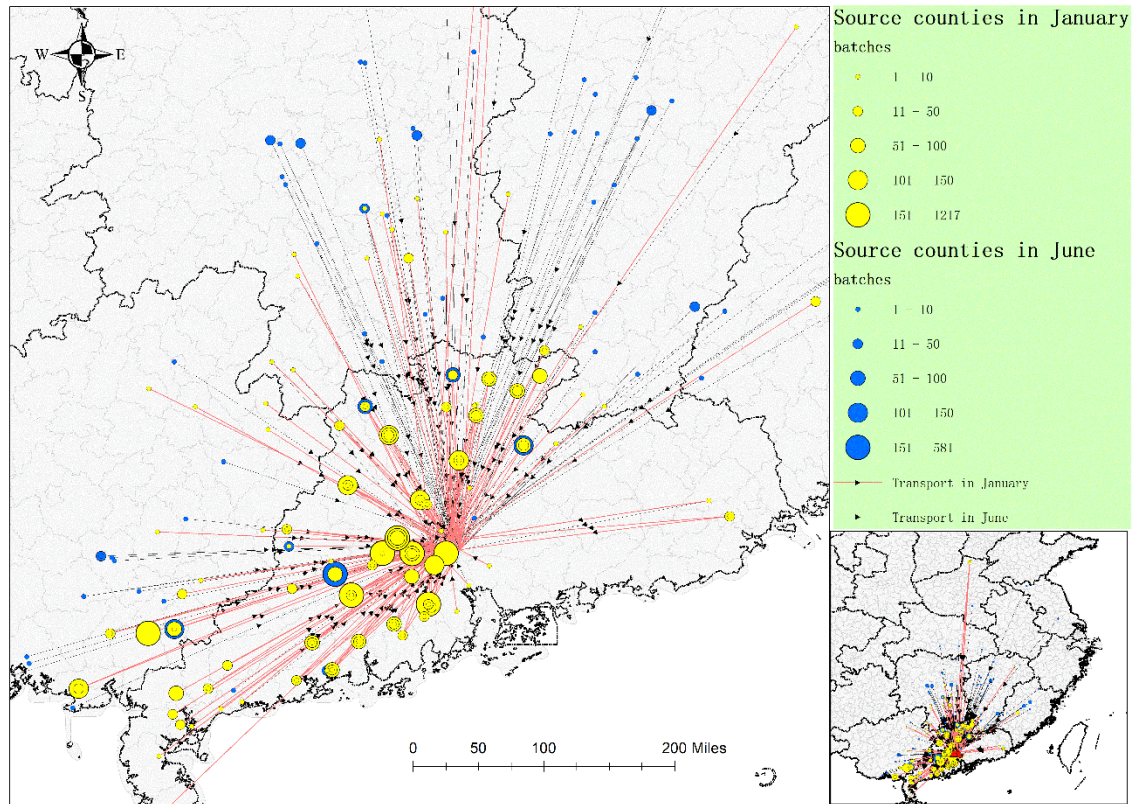 W E
S
0 50 100 200 Miles
Source counties in January
batches
1 10
11 - 50
51 - 100
101 150
151 1217
Source counties in June
batches
1 - 10
11 - 50
51 - 100
101 150
151 581
Transport in January
Transport in June